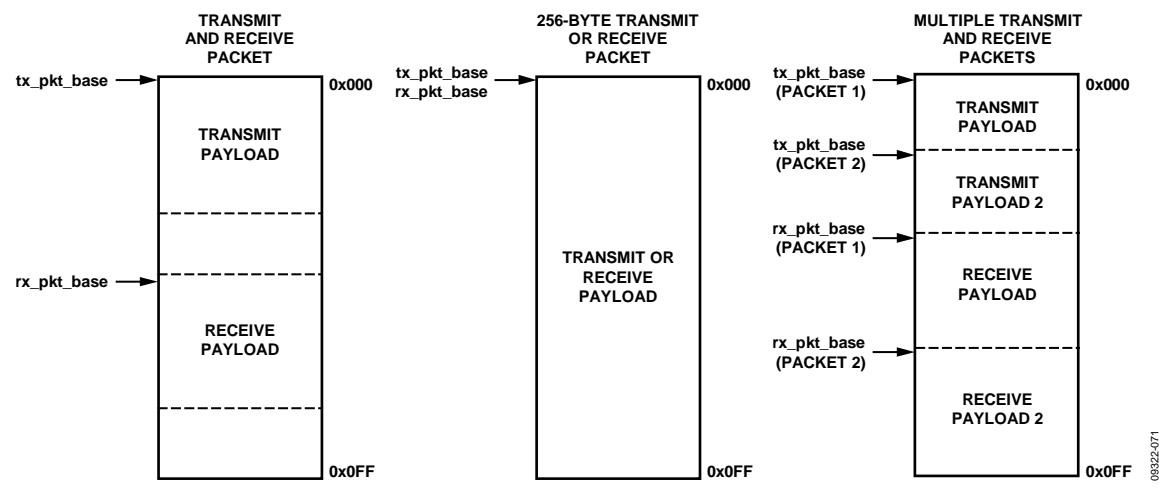 TRANSMIT
AND RECEIVE
PACKET
tx_pkt_base
0x000
TRANSMIT
PAYLOAD
rx_pkt_base
RECEIVE
PAYLOAD
0x0FF
256-BYTE TRANSMIT
OR RECEIVE
PACKET
tx_pkt_base
rx_pkt_base
0x000
TRANSMIT OR
RECEIVE
PAYLOAD
0x0FF
MULTIPLE TRANSMIT
AND RECEIVE
PACKETS
tx_pkt_base
(PACKET 1)
0x000
TRANSMIT
PAYLOAD
tx_pkt_base
(PACKET 2)
TRANSMIT
PAYLOAD 2
rx_pkt_base
(PACKET 1)
RECEIVE
PAYLOAD
rx_pkt_base
(PACKET 2)
RECEIVE
PAYLOAD 2
0x0FF
09322-071